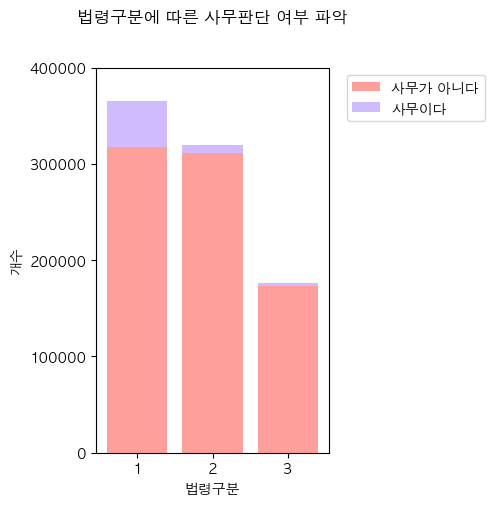 법령구분에 따른 사무판단 여부 파악
사무가 아니다
사무이다
400000
300000
200000
100000
0
개수
1 2 3
법령구분